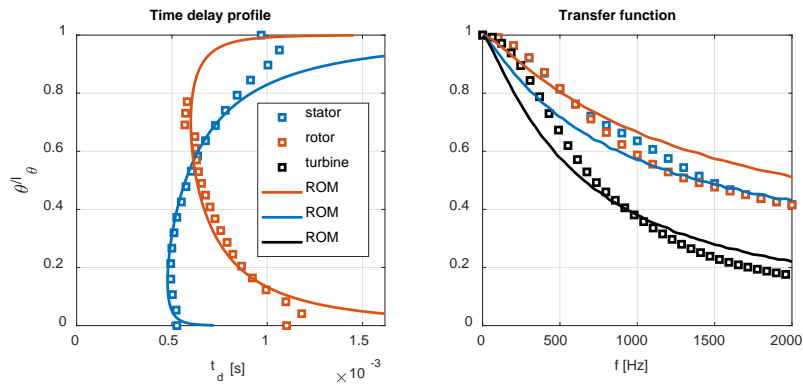 Time delay profile
1
0.8
0.6
0.4
0.2
0
θ/l_θ
0.5
1
1.5
t_d [s]
× 10^-3
stator
rotor
turbine
ROM
ROM
ROM
Transfer function
1
0.8
0.6
0.4
0.2
0
0
500
1000
1500
2000
f [Hz]